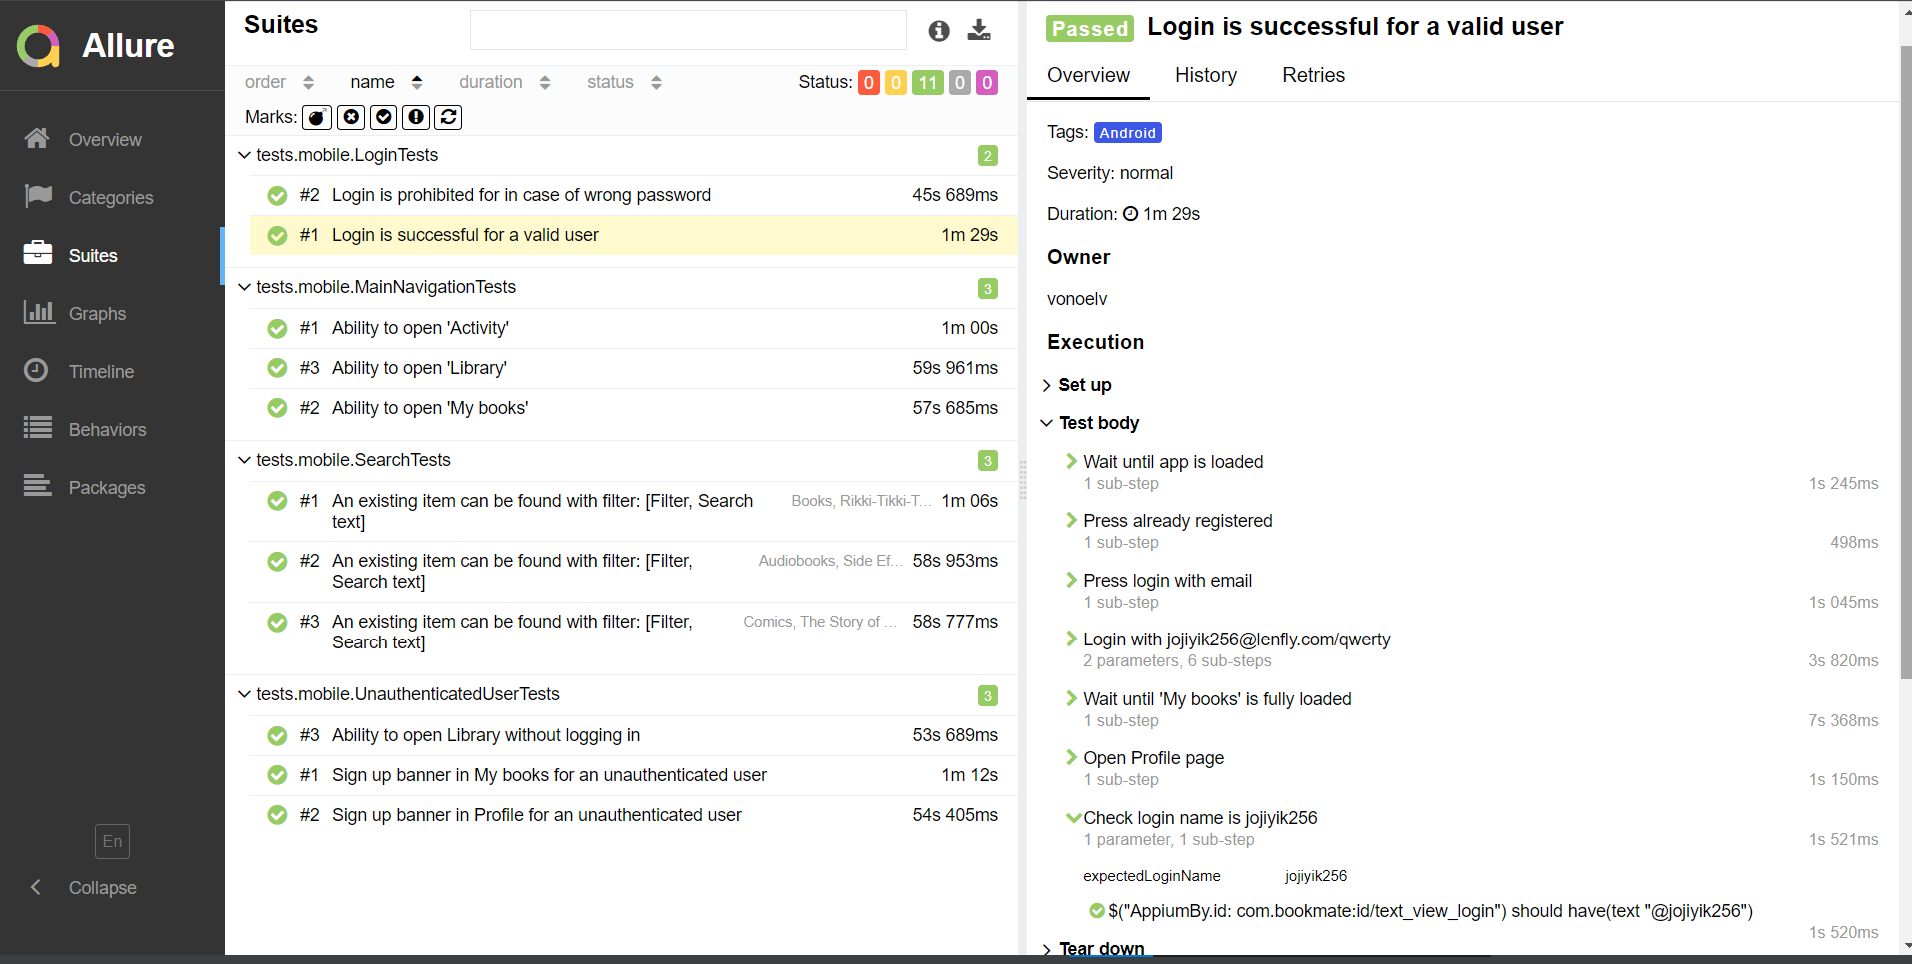 Allure
Overview
Categories
Suites
Graphs
Timeline
Behaviors
Packages
En
Collapse
Suites
order name duration status Status: 0 0 11 0 0
Marks:
tests.mobile.LoginTests 2
#2 Login is prohibited for in case of wrong password 45s 689ms
#1 Login is successful for a valid user 1m 29s
tests.mobile.MainNavigationTests 3
#1 Ability to open 'Activity' 1m 00s
#3 Ability to open 'Library' 59s 961ms
#2 Ability to open 'My books' 57s 685ms
tests.mobile.SearchTests 3
#1 An existing item can be found with filter: [Filter, Search Books, Rikki-Tikki-T... 1m 06s
text]
#2 An existing item can be found with filter: [Filter, Audiobooks, Side Ef... 58s 953ms
Search text]
#3 An existing item can be found with filter: [Filter, Comics, The Story of ... 58s 777ms
Search text]
tests.mobile.UnauthenticatedUserTests 3
#3 Ability to open Library without logging in 53s 689ms
#1 Sign up banner in My books for an unauthenticated user 1m 12s
#2 Sign up banner in Profile for an unauthenticated user 54s 405ms
Passed Login is successful for a valid user
Overview History Retries
Tags: Android
Severity: normal
Duration: 1m 29s
Owner
vonoelv
Execution
Set up
Test body
Wait until app is loaded
1 sub-step 1s 245ms
Press already registered
1 sub-step 498ms
Press login with email
1 sub-step 1s 045ms
Login with jojiyik256@lenfly.com/qwerty
2 parameters, 6 sub-steps 3s 820ms
Wait until 'My books' is fully loaded
1 sub-step 7s 368ms
Open Profile page
1 sub-step 1s 150ms
Check login name is jojiyik256
1 parameter, 1 sub-step 1s 521ms
expectedLoginName jojiyik256
$("AppiumBy.id: com.bookmate:id/text_view_login") should have(text "@jojiyik256")
1s 520ms
Tear down